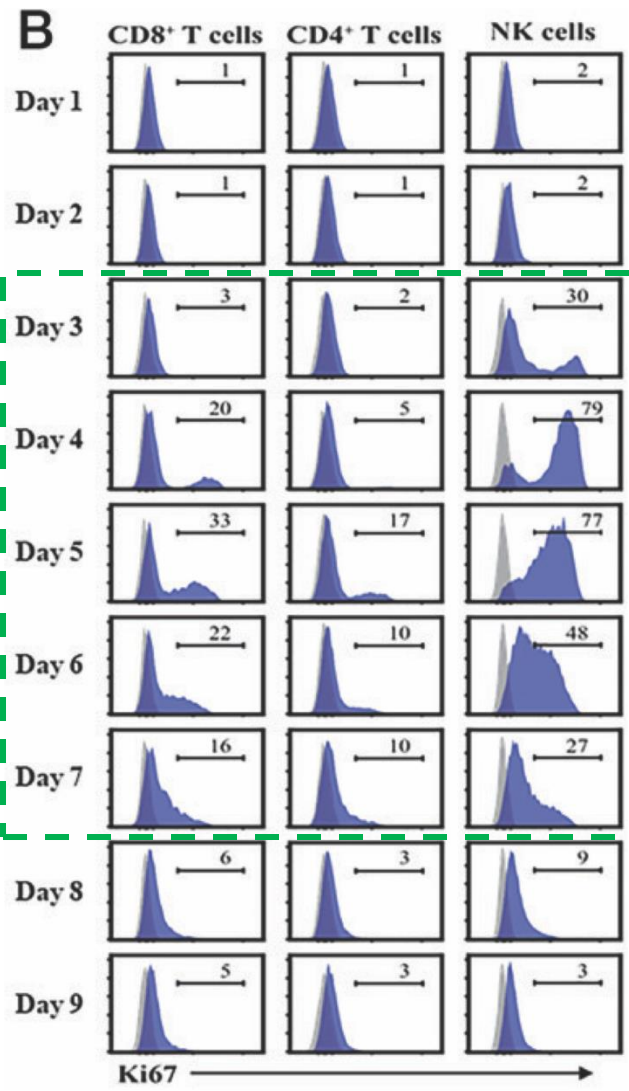 B
CD8⁺ T cells CD4⁺ T cells NK cells
Day 1 1 1 2
Day 2 1 1 2
Day 3 3 2 30
Day 4 20 5 79
Day 5 33 17 77
Day 6 22 10 48
Day 7 16 10 27
Day 8 6 3 9
Day 9 5 3 3
Ki67